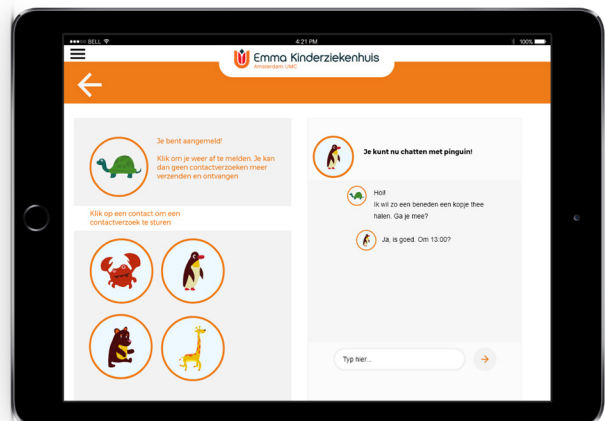 BELL
4:21 PM
100%
Emma Kinderziekenhuis
Amsterdam UMC
Je bent aangemeld!
Klik om je weer af te melden. Je kan
dan geen contactverzoeken meer
verzenden en ontvangen
Klik op een contact om een
contactverzoek te sturen
Je kunt nu chatten met pinguin!
Hoi!
Ik wil zo een beneden een kopje thee
halen. Ga je mee?
Ja, is goed. Om 13:00?
Typ hier...